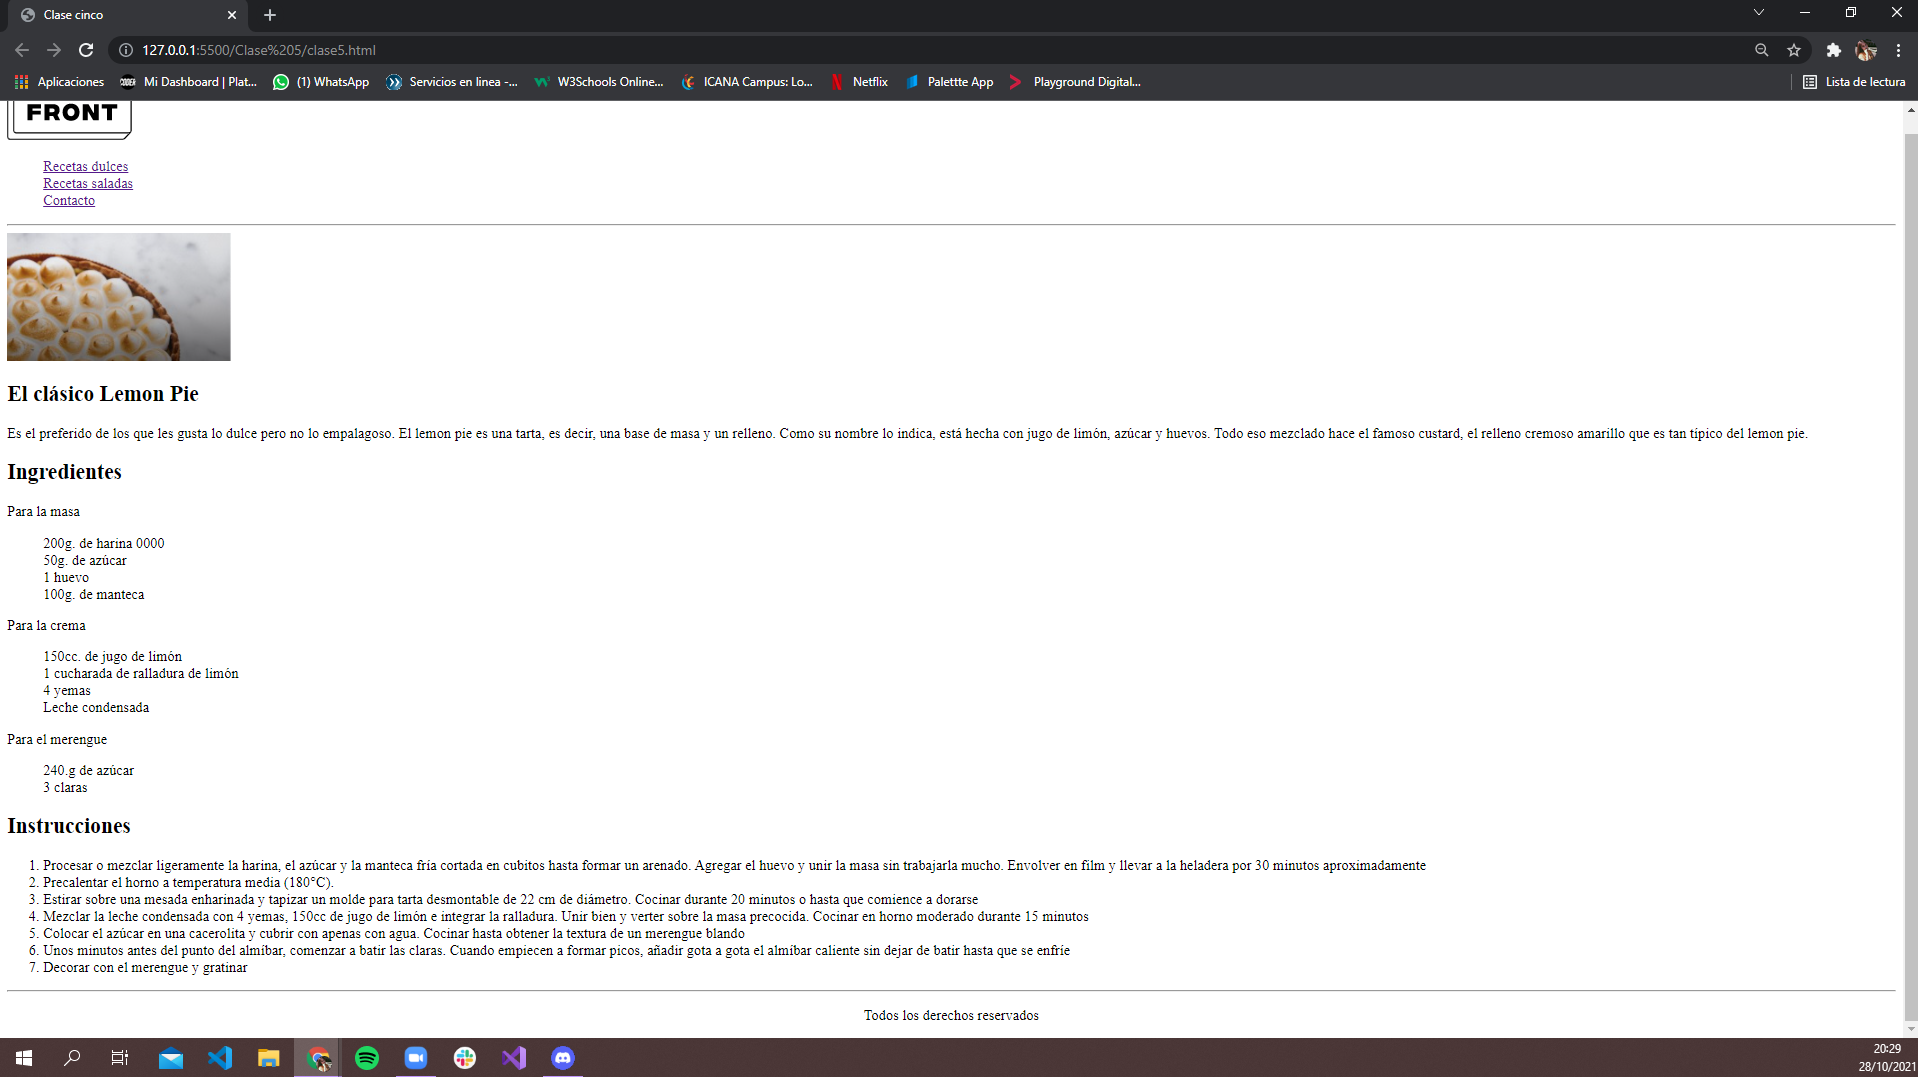 Clase cinco
127.0.0.1:5500/Clase%205/clase5.html
Aplicaciones
CODER
Mi Dashboard | Plat...
(1) WhatsApp
Servicios en linea -...
W3Schools Online...
ICANA Campus: Lo...
Netflix
Palettte App
Playground Digital...
Lista de lectura
FRONT
Recetas dulces
Recetas saladas
Contacto
El clásico Lemon Pie
Es el preferido de los que les gusta lo dulce pero no lo empalagoso. El lemon pie es una tarta, es decir, una base de masa y un relleno. Como su nombre lo indica, está hecha con jugo de limón, azúcar y huevos. Todo eso mezclado hace el famoso custard, el relleno cremoso amarillo que es tan típico del lemon pie.
Ingredientes
Para la masa
200g. de harina 0000
50g. de azúcar
1 huevo
100g. de manteca
Para la crema
150cc. de jugo de limón
1 cucharada de ralladura de limón
4 yemas
Leche condensada
Para el merengue
240.g de azúcar
3 claras
Instrucciones
1. Procesar o mezclar ligeramente la harina, el azúcar y la manteca fría cortada en cubitos hasta formar un arenado. Agregar el huevo y unir la masa sin trabajarla mucho. Envolver en film y llevar a la heladera por 30 minutos aproximadamente
2. Precalentar el horno a temperatura media (180°C).
3. Estirar sobre una mesada enharinada y tapizar un molde para tarta desmontable de 22 cm de diámetro. Cocinar durante 20 minutos o hasta que comience a dorarse
4. Mezclar la leche condensada con 4 yemas, 150cc de jugo de limón e integrar la ralladura. Unir bien y verter sobre la masa precocida. Cocinar en horno moderado durante 15 minutos
5. Colocar el azúcar en una cacerolita y cubrir con apenas con agua. Cocinar hasta obtener la textura de un merengue blando
6. Unos minutos antes del punto del almíbar, comenzar a batir las claras. Cuando empiecen a formar picos, añadir gota a gota el almíbar caliente sin dejar de batir hasta que se enfríe
7. Decorar con el merengue y gratinar
Todos los derechos reservados
20:29
28/10/2021